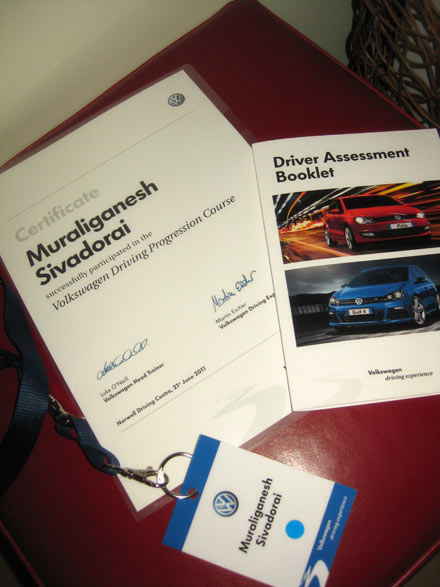 Certificate
Muraliganesh
Sivadorai
successfully participated in the
Volkswagen Driving Progression Course
Luke O'Neill
Volkswagen Head Trainer
Martin Escher
Volkswagen Driving Exp
Norwell Driving Centre, 21st June 2011
Driver Assessment
Booklet
Polo
Golf R
Volkswagen
driving experience
Muraliganesh
Sivadorai
Volkswagen
driving experience